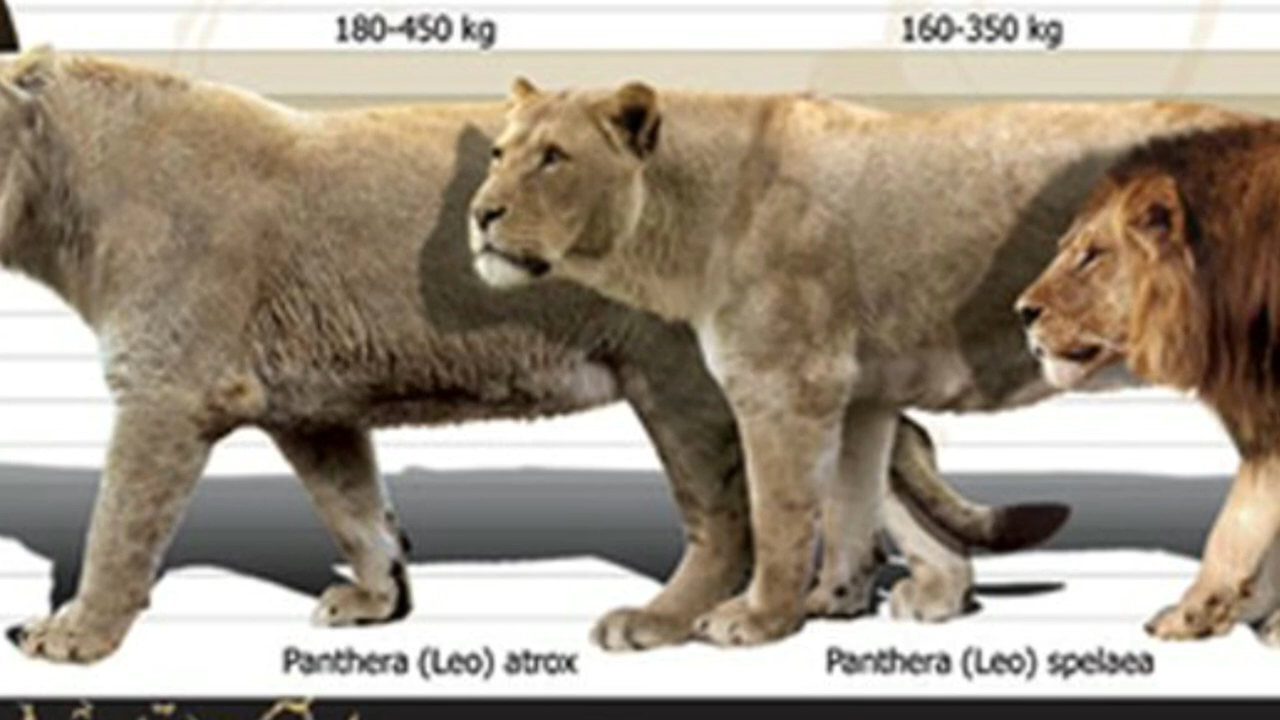 180-450 kg
160-350 kg
Panthera (Leo) atrox
Panthera (Leo) spelaea